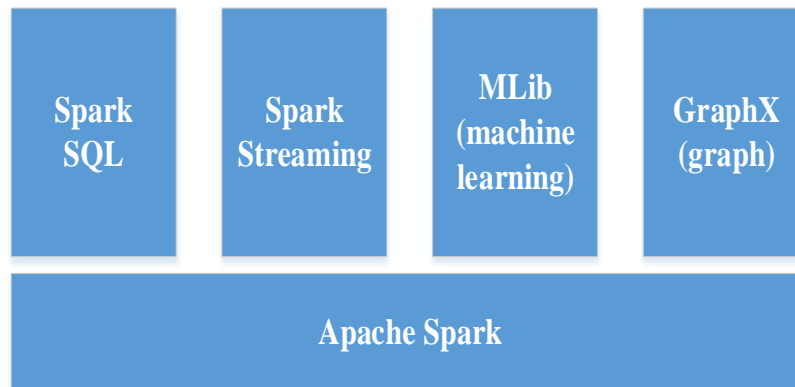 Spark
SQL
Spark
Streaming
MLib
(machine
learning)
GraphX
(graph)
Apache Spark